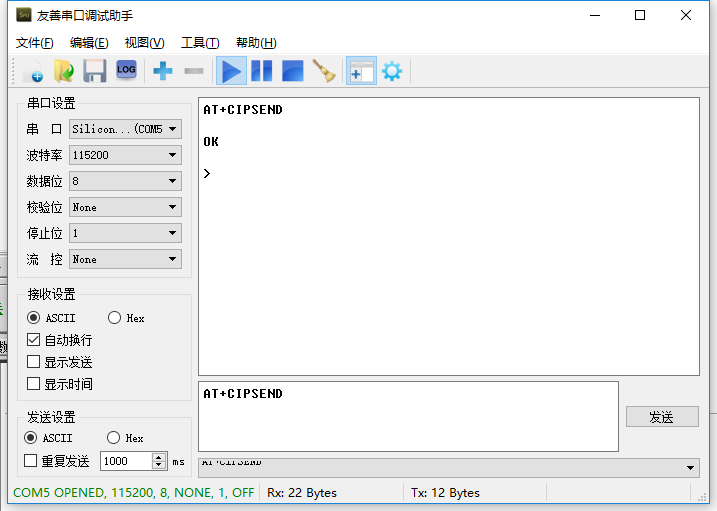 友善串口调试助手
文件(F) 编辑(E) 视图(V) 工具(T) 帮助(H)
LOG
串口设置
串 口 Silicon...(COM5
波特率 115200
数据位 8
校验位 None
停止位 1
流 控 None
接收设置
ASCII Hex
自动换行
显示发送
显示时间
发送设置
ASCII Hex
重复发送 1000 ms
AT+CIPSEND
OK
>
AT+CIPSEND
发送
AT+CIPSEND
COM5 OPENED, 115200, 8, NONE, 1, OFF Rx: 22 Bytes Tx: 12 Bytes